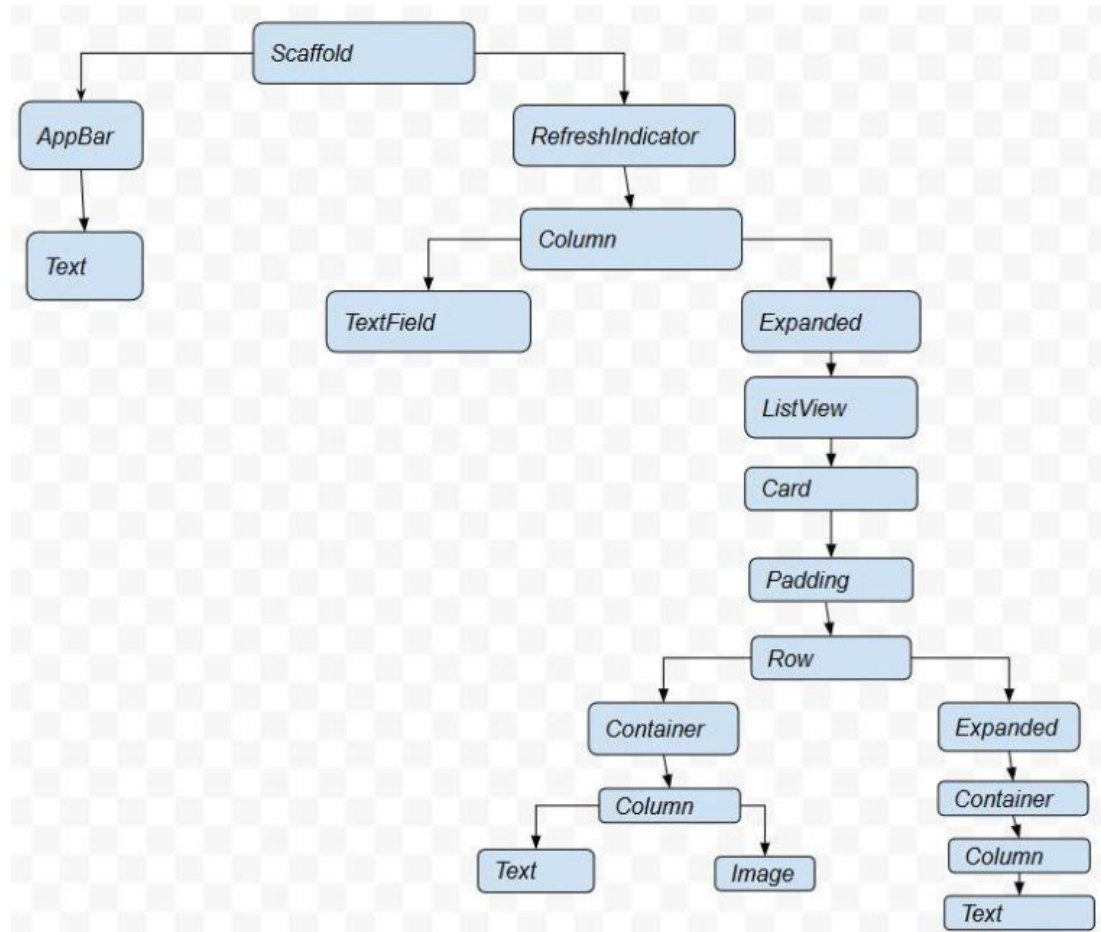 Scaffold
AppBar
RefreshIndicator
Text
Column
TextField
Expanded
ListView
Card
Padding
Row
Container
Expanded
Column
Container
Text
Image
Column
Text